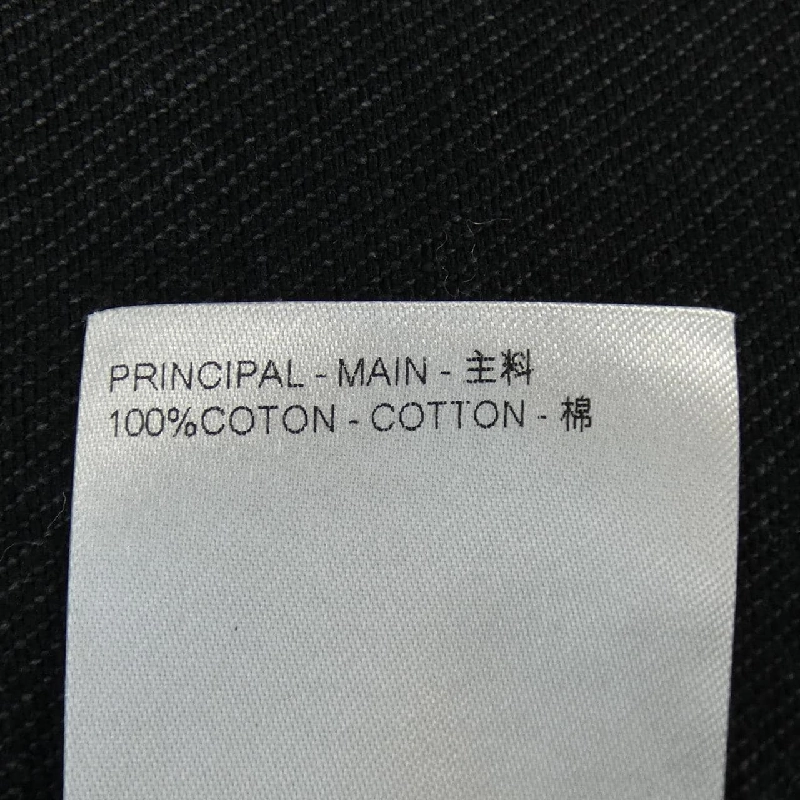 PRINCIPAL - MAIN - 主料
100%COTON - COTTON - 棉